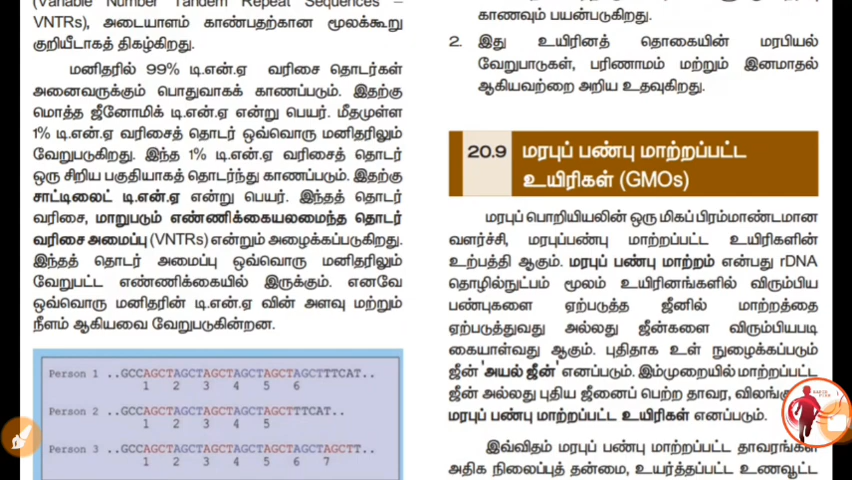 (Variable Number Tandem Repeat Sequences –
VNTRs), அடையாளம் காண்பதற்கான மூலக்கூறு
குறியீடாகத் திகழ்கிறது.
மனிதரில் 99% டி.என்.ஏ வரிசை தொடர்கள்
அனைவருக்கும் பொதுவாகக் காணப்படும். இதற்கு
மொத்த ஜீனோமிக் டி.என்.ஏ என்று பெயர். மீதமுள்ள
1% டி.என்.ஏ வரிசைத் தொடர் ஒவ்வொரு மனிதரிலும்
வேறுபடுகிறது. இந்த 1% டி.என்.ஏ வரிசைத் தொடர்
ஒரு சிறிய பகுதியாகத் தொடர்ந்து காணப்படும். இதற்கு
சாட்டிலைட் டி.என்.ஏ என்று பெயர். இந்தத் தொடர்
வரிசை, மாறுபடும் எண்ணிக்கையலமைந்த தொடர்
வரிசை அமைப்பு (VNTRs) என்றும் அழைக்கப்படுகிறது.
இந்தத் தொடர் அமைப்பு ஒவ்வொரு மனிதரிலும்
வேறுபட்ட எண்ணிக்கையில் இருக்கும். எனவே
ஒவ்வொரு மனிதரின் டி.என்.ஏ வின் அளவு மற்றும்
நீளம் ஆகியவை வேறுபடுகின்றன.
Person 1 ..GCCAGCTAGCTAGCTAGCTAGCTAGCTTTCAT..
1 2 3 4 5 6
Person 2 ..GCCAGCTAGCTAGCTAGCTAGCTTTCAT..
1 2 3 4 5
Person 3 ..GCCAGCTAGCTAGCTAGCTAGCTAGCTAGCTT..
1 2 3 4 5 6 7
காணவும் பயன்படுகிறது.
2. இது உயிரினத் தொகையின் மரபியல்
வேறுபாடுகள், பரிணாமம் மற்றும் இனமாதல்
ஆகியவற்றை அறிய உதவுகிறது.
20.9 மரபுப் பண்பு மாற்றப்பட்ட
உயிரிகள் (GMOs)
மரபுப் பொறியியலின் ஒரு மிகப் பிரம்மாண்டமான
வளர்ச்சி, மரபுப்பண்பு மாற்றப்பட்ட உயிரிகளின்
உற்பத்தி ஆகும். மரபுப் பண்பு மாற்றம் என்பது rDNA
தொழில்நுட்பம் மூலம் உயிரினங்களில் விரும்பிய
பண்புகளை ஏற்படுத்த ஜீனில் மாற்றத்தை
ஏற்படுத்துவது அல்லது ஜீன்களை விரும்பியபடி
கையாள்வது ஆகும். புதிதாக உள் நுழைக்கப்படும்
ஜீன் 'அயல் ஜீன்' எனப்படும். இம்முறையில் மாற்றப்பட்ட
ஜீன் அல்லது புதிய ஜீனைப் பெற்ற தாவர,
மரபுப் பண்பு மாற்றப்பட்ட உயிரிகள் எனப்படும்.
இவ்விதம் மரபுப் பண்பு மாற்றப்பட்ட தாவரங்கள்
அதிக நிலைப்புத் தன்மை, உயர்த்தப்பட்ட உணவூட்ட